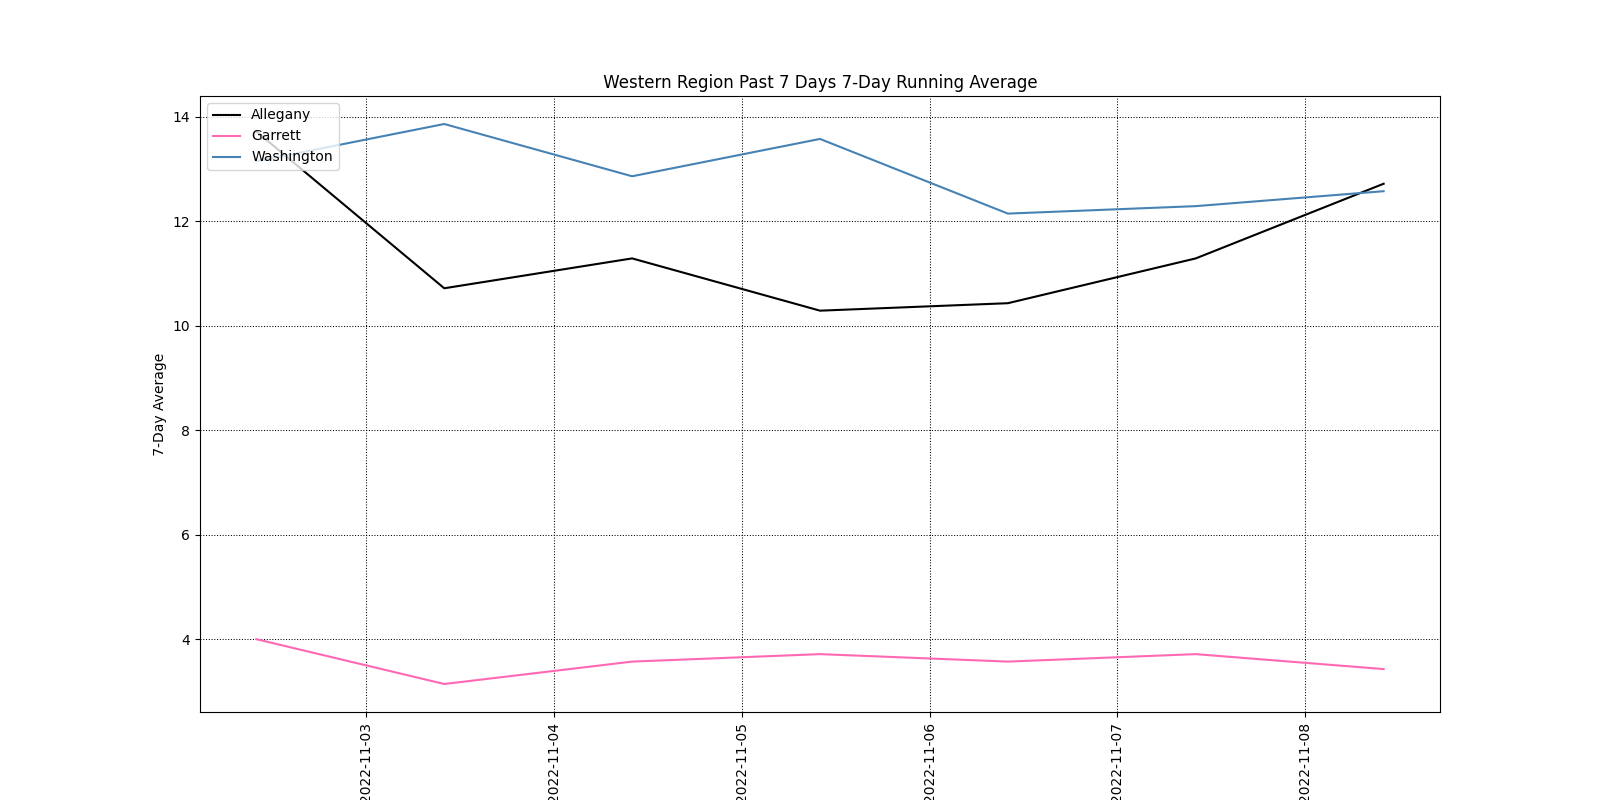 Western Region Past 7 Days 7-Day Running Average
Allegany
Garrett
Washington
14
12
10
8
6
4
7-Day Average
2022-11-03
2022-11-04
2022-11-05
2022-11-06
2022-11-07
2022-11-08